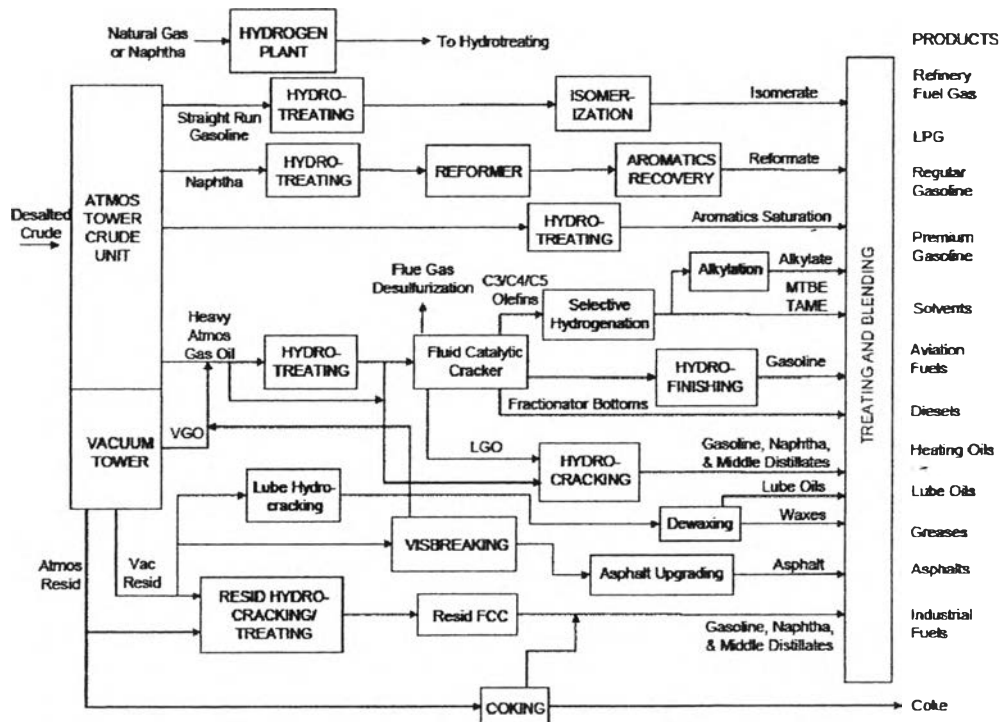 Natural Gas
or Naphtha
HYDROGEN
PLANT
To Hydrotreating
PRODUCTS
Straight Run
Gasoline
HYDRO-
TREATING
ISOMER-
IZATION
Isomerate
Refinery
Fuel Gas
LPG
Naphtha
HYDRO-
TREATING
REFORMER
AROMATICS
RECOVERY
Reformate
Regular
Gasoline
Desalted
Crude
ATMOS
TOWER
CRUDE
UNIT
HYDRO-
TREATING
Aromatics Saturation
Premium
Gasoline
Flue Gas
Desulfurization
C3/C4/C5
Olefins
Selective
Hydrogenation
Alkylation
Alkylate
MTBE
TAME
Solvents
Heavy
Atmos
Gas Oil
HYDRO-
TREATING
Fluid Catalytic
Cracker
HYDRO-
FINISHING
Gasoline
Aviation
Fuels
Fractionator Bottoms
Diesels
TREATING AND BLENDING
VACUUM
TOWER
VGO
LGO
HYDRO-
CRACKING
Gasoline, Naphtha,
& Middle Distillates
Heating Oils
Lube Hydro-
cracking
Dewaxing
Lube Oils
Waxes
Lube Oils
Greases
Atmos
Resid
Vac
Resid
VISBREAKING
Asphalt Upgrading
Asphalt
Asphalts
RESID HYDRO-
CRACKING/
TREATING
Resid FCC
Gasoline, Naphtha,
& Middle Distillates
Industrial
Fuels
COKING
Coke